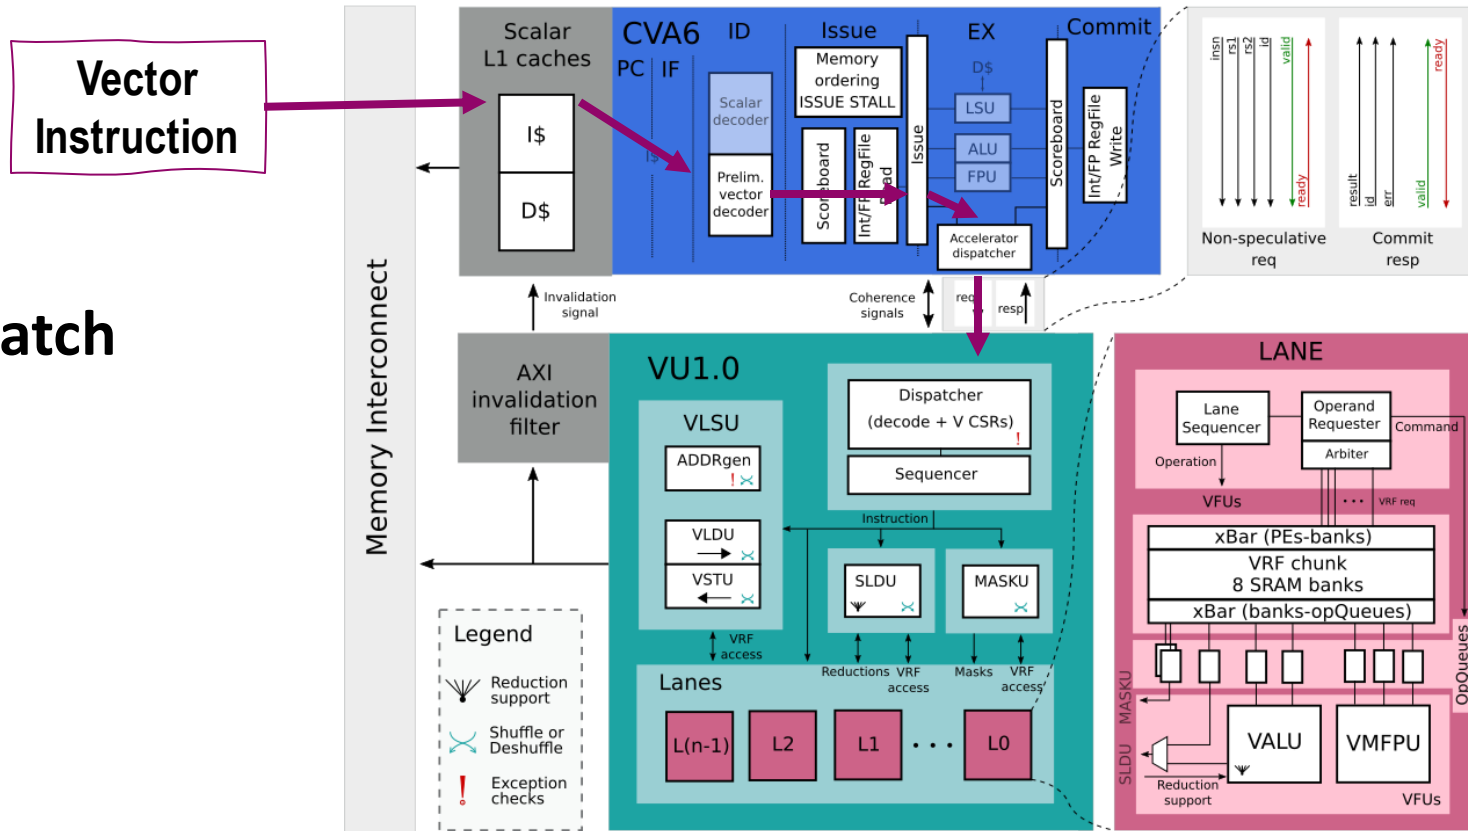 Vector
Instruction
atch
Memory Interconnect
Scalar
L1 caches
I$
D$
CVA6
PC
IF
I$
ID
Scalar
decoder
Prelim.
vector
decoder
Issue
Memory
ordering
ISSUE STALL
Scoreboard
Int/FP RegFile
Issue
EX
D$
LSU
ALU
FPU
Accelerator
dispatcher
Scoreboard
Commit
Int/FP RegFile
Write
insn
rs1
rs2
id
valid
ready
Non-speculative
req
result
id
err
valid
ready
Commit
resp
Invalidation
signal
Coherence
signals
req
resp
AXI
invalidation
filter
VU1.0
VLSU
ADDRgen
!
VLDU
VSTU
Dispatcher
(decode + V CSRs)
!
Sequencer
Instruction
SLDU
MASKU
VRF
access
Reductions
VRF
access
Masks
VRF
access
Lanes
L(n-1)
L2
L1
• • •
L0
Legend
Reduction
support
Shuffle or
Deshuffle
!
Exception
checks
LANE
Lane
Sequencer
Operand
Requester
Arbiter
Command
Operation
VFUs
• • •
VRF req
xBar (PEs-banks)
VRF chunk
8 SRAM banks
xBar (banks-opQueues)
OpQueues
MASKU
SLDU
VALU
VMFPU
Reduction
support
VFUs